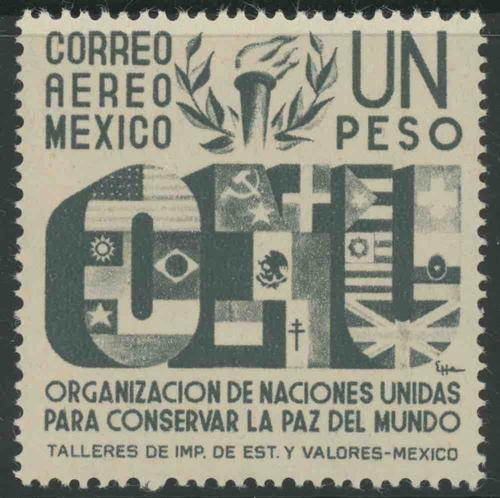 CORREO
AEREO
MEXICO
UN
PESO
ONU
ORGANIZACION DE NACIONES UNIDAS
PARA CONSERVAR LA PAZ DEL MUNDO
TALLERES DE IMP. DE EST. Y VALORES-MEXICO